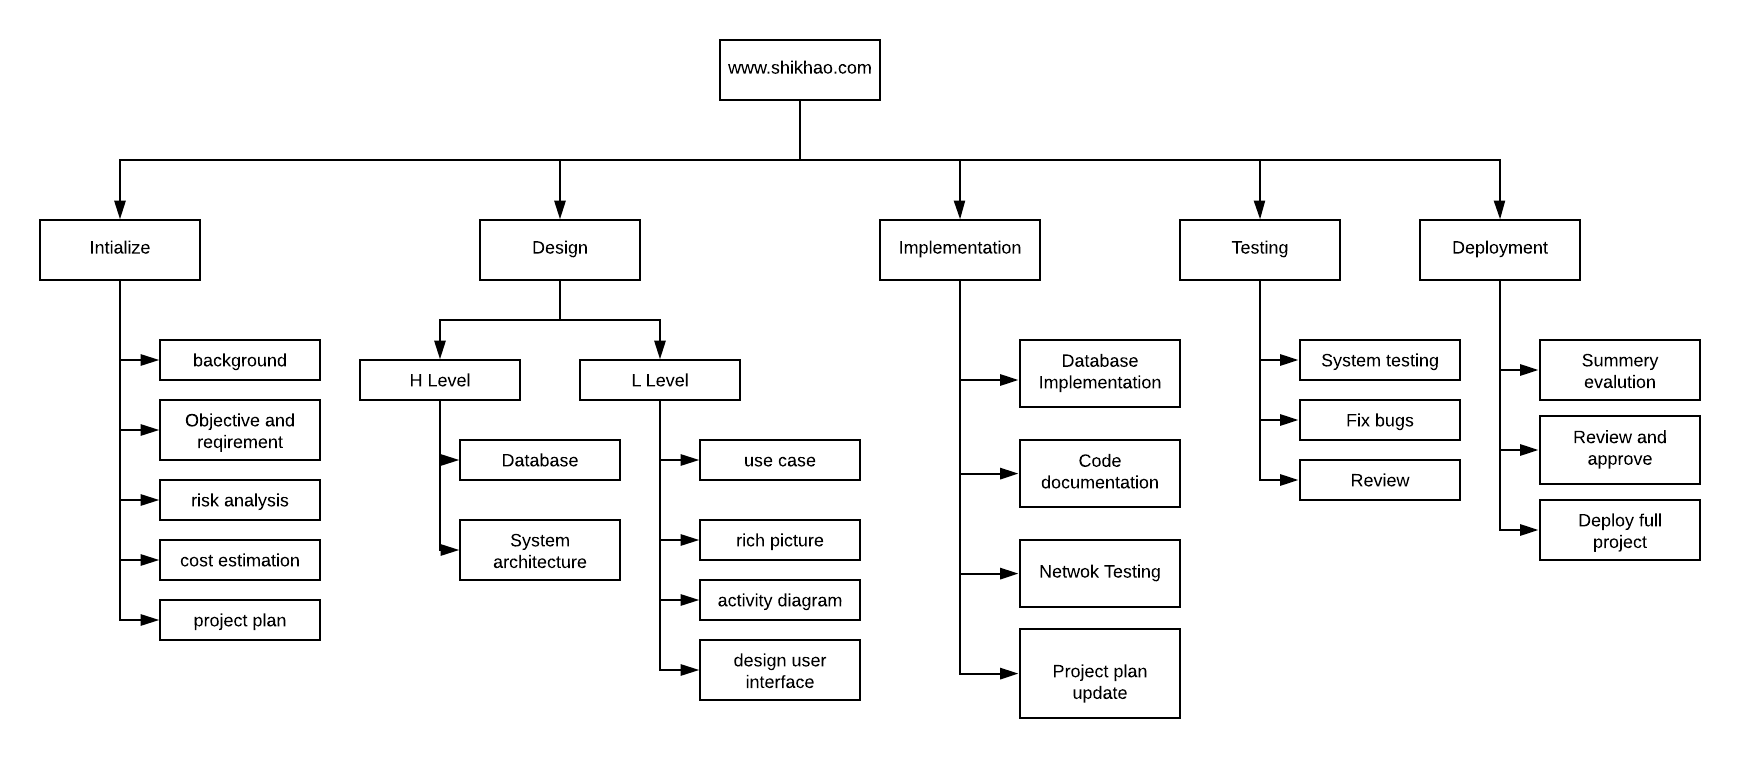 www.shikhao.com
Intialize
background
Objective and
reqirement
risk analysis
cost estimation
project plan
Design
H Level
Database
System
architecture
L Level
use case
rich picture
activity diagram
design user
interface
Implementation
Database
Implementation
Code
documentation
Netwok Testing
Project plan
update
Testing
System testing
Fix bugs
Review
Deployment
Summery
evalution
Review and
approve
Deploy full
project